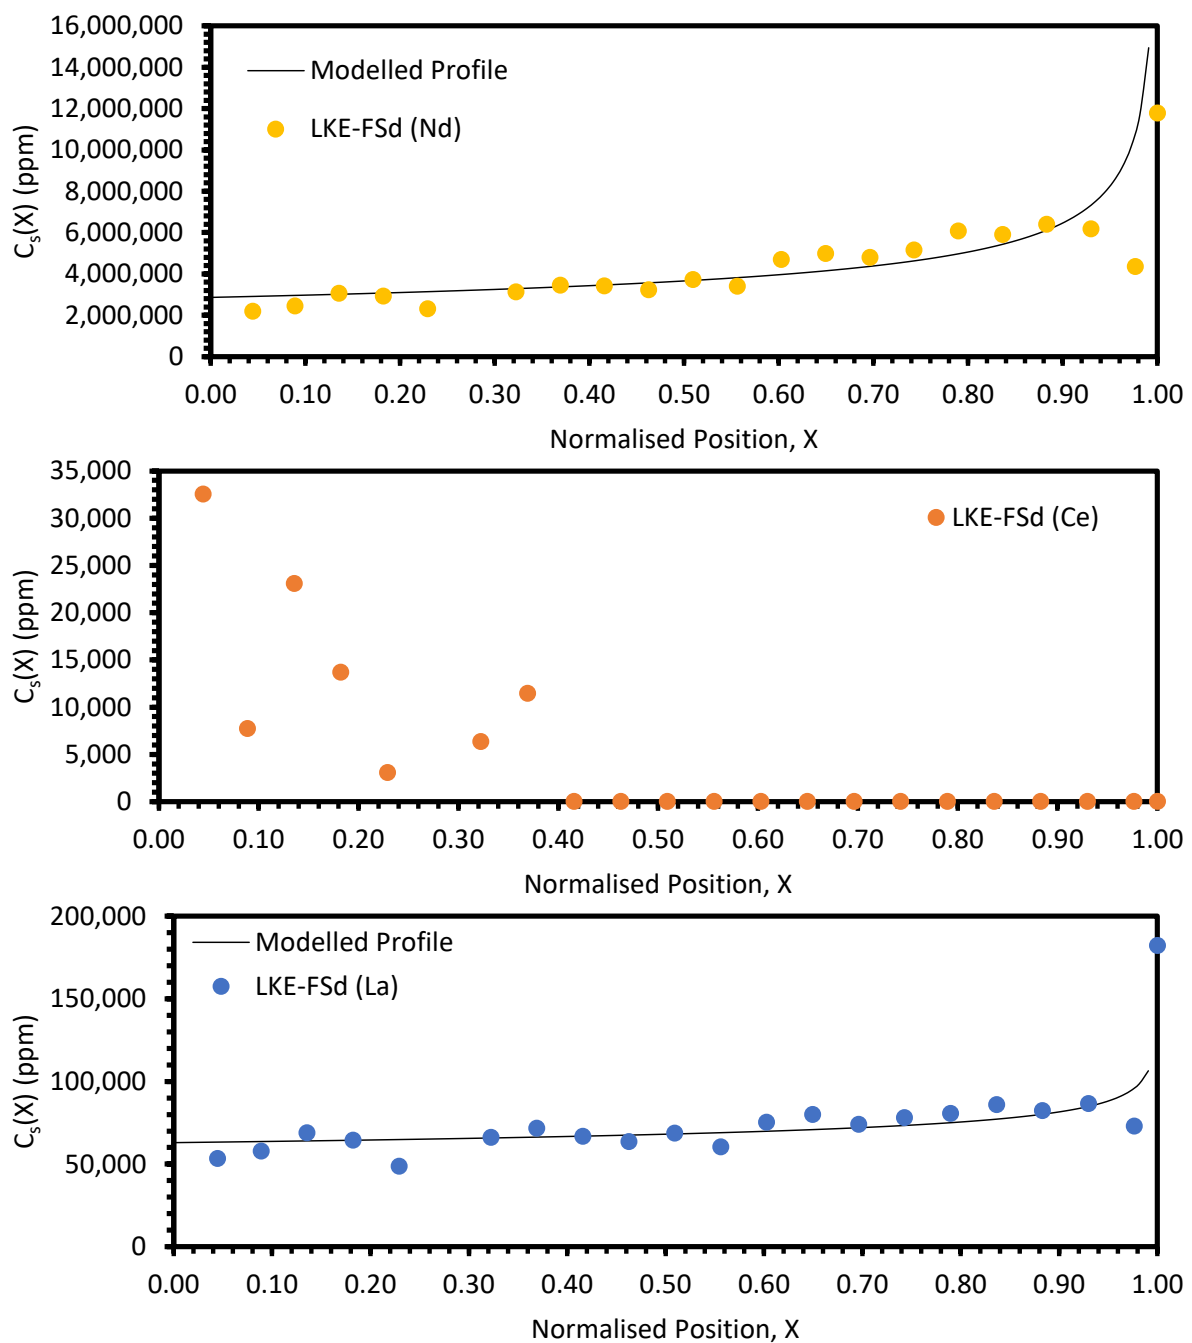 16,000,000
14,000,000
12,000,000
10,000,000
8,000,000
6,000,000
4,000,000
2,000,000
0
Cₛ(X) (ppm)
Modelled Profile
LKE-FSd (Nd)
0.00 0.10 0.20 0.30 0.40 0.50 0.60 0.70 0.80 0.90 1.00
Normalised Position, X
35,000
30,000
25,000
20,000
15,000
10,000
5,000
0
Cₛ(X) (ppm)
LKE-FSd (Ce)
0.00 0.10 0.20 0.30 0.40 0.50 0.60 0.70 0.80 0.90 1.00
Normalised Position, X
200,000
150,000
100,000
50,000
0
Cₛ(X) (ppm)
Modelled Profile
LKE-FSd (La)
0.00 0.10 0.20 0.30 0.40 0.50 0.60 0.70 0.80 0.90 1.00
Normalised Position, X